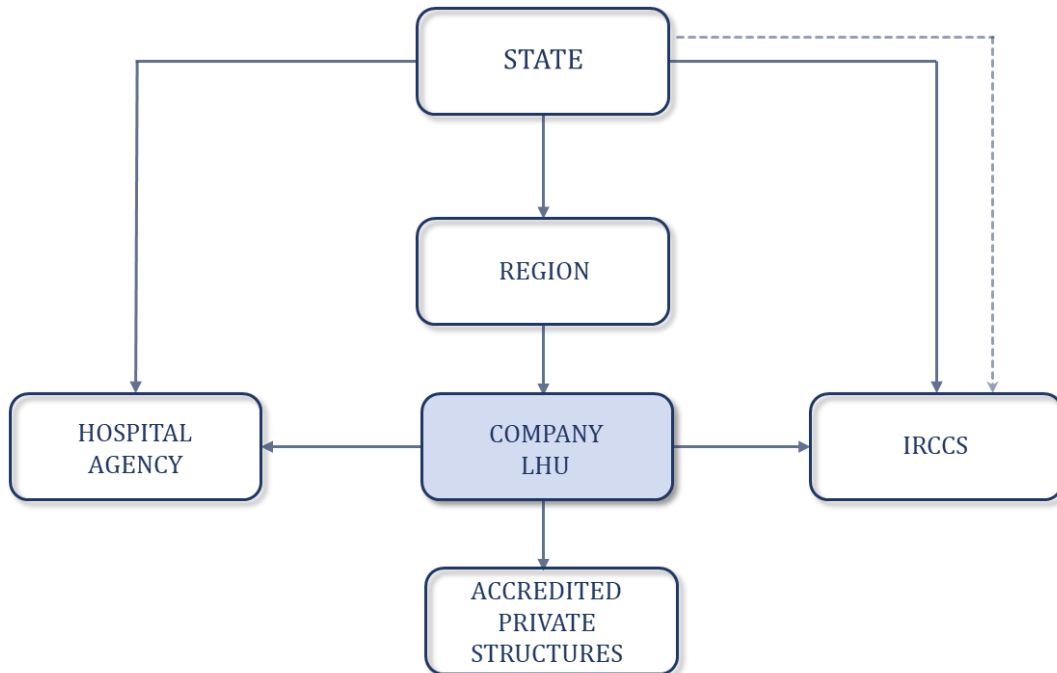 STATE
REGION
HOSPITAL
AGENCY
COMPANY
LHU
IRCCS
ACCREDITED
PRIVATE
STRUCTURES